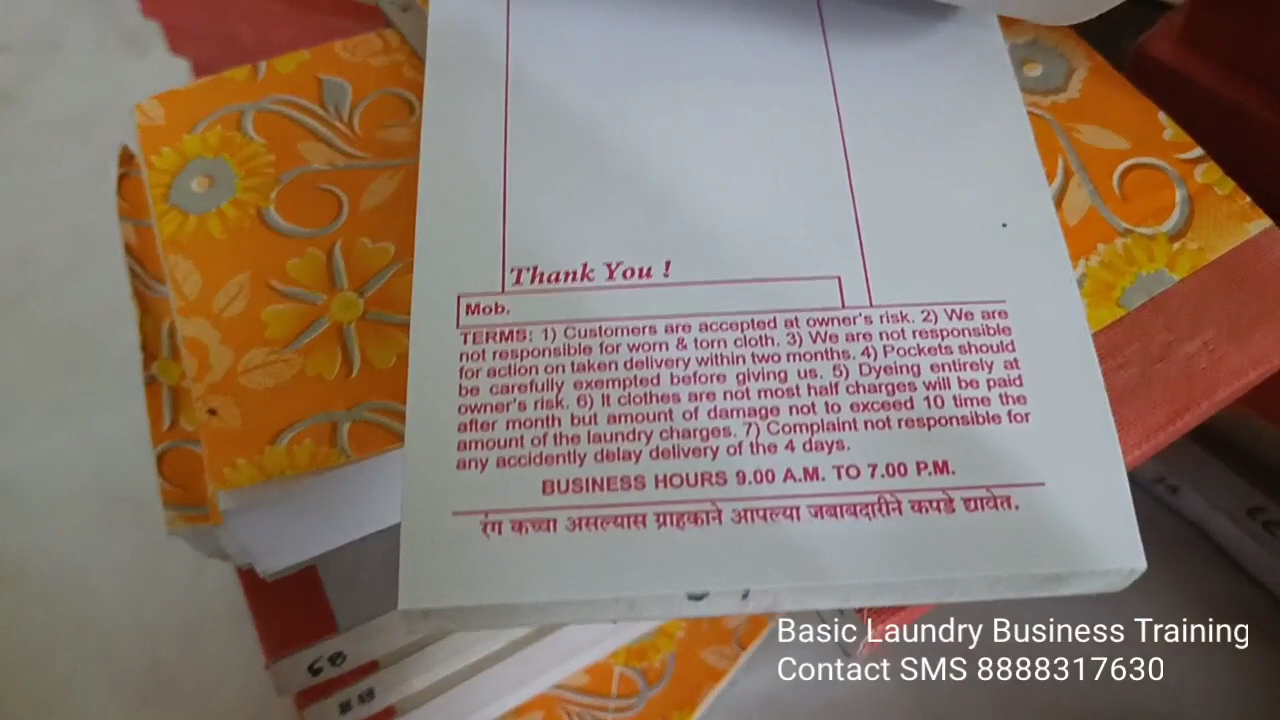 Thank You !
Mob.
TERMS: 1) Customers are accepted at owner's risk. 2) We are
not responsible for worn & torn cloth. 3) We are not responsible
for action on taken delivery within two months. 4) Pockets should
be carefully exempted before giving us. 5) Dyeing entirely at
owner's risk. 6) It clothes are not most half charges will be paid
after month but amount of damage not to exceed 10 time the
amount of the laundry charges. 7) Complaint not responsible for
any accidently delay delivery of the 4 days.
BUSINESS HOURS 9.00 A.M. TO 7.00 P.M.
रंग कच्चा असल्यास ग्राहकाने आपल्या जबाबदारीने कपडे द्यावेत.
Basic Laundry Business Training
Contact SMS 8888317630